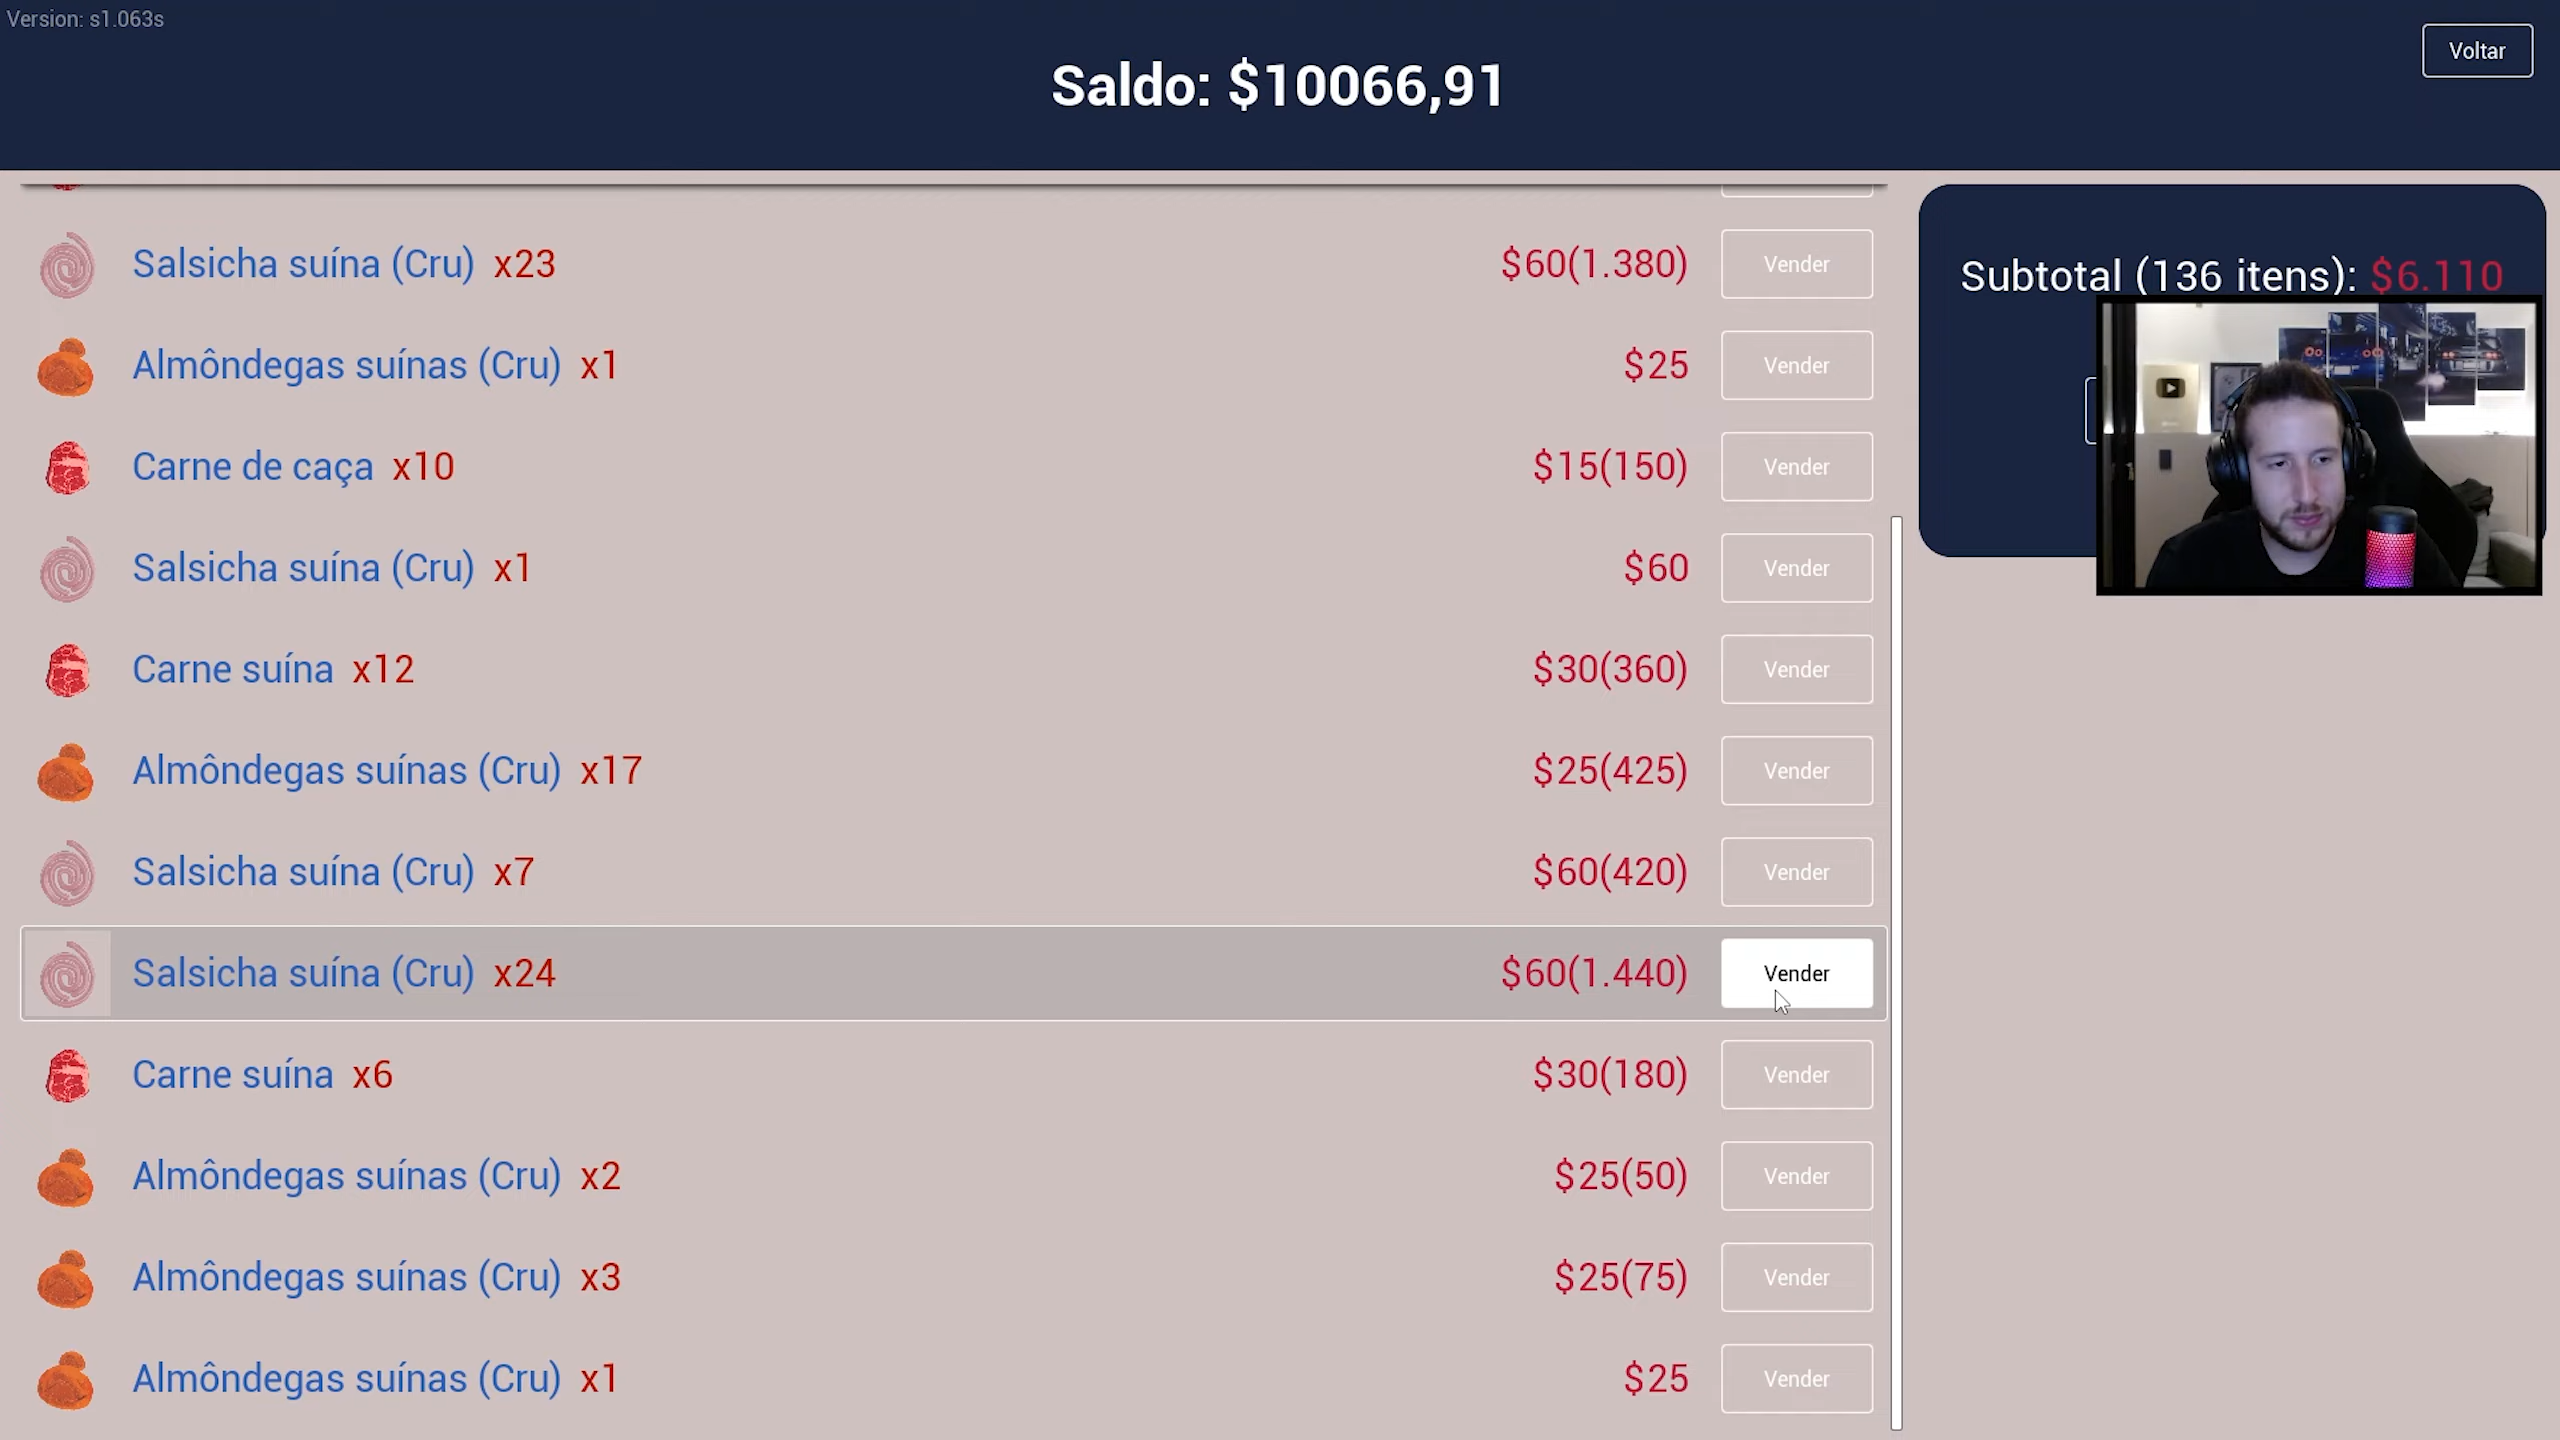 Version: s1.063s
Voltar
Saldo: $10066,91
Subtotal (136 itens): $6.110
Salsicha suína (Cru) x23 $60(1.380) Vender
Almôndegas suínas (Cru) x1 $25 Vender
Carne de caça x10 $15(150) Vender
Salsicha suína (Cru) x1 $60 Vender
Carne suína x12 $30(360) Vender
Almôndegas suínas (Cru) x17 $25(425) Vender
Salsicha suína (Cru) x7 $60(420) Vender
Salsicha suína (Cru) x24 $60(1.440) Vender
Carne suína x6 $30(180) Vender
Almôndegas suínas (Cru) x2 $25(50) Vender
Almôndegas suínas (Cru) x3 $25(75) Vender
Almôndegas suínas (Cru) x1 $25 Vender